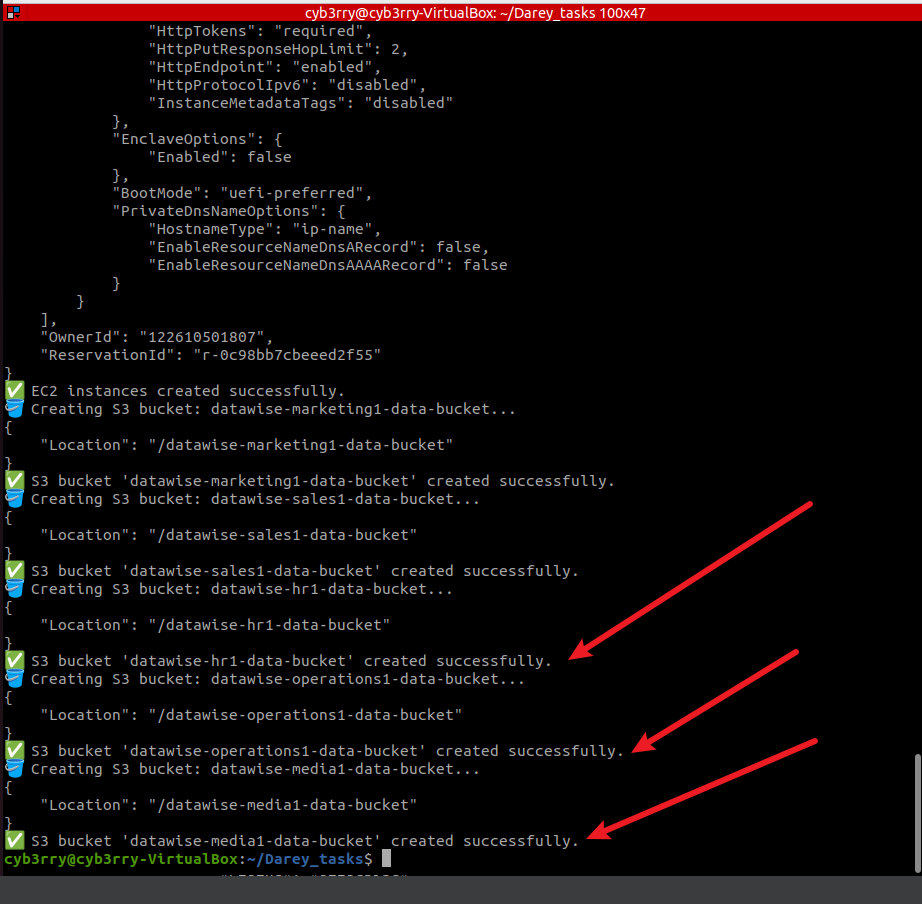 cyb3rry@cyb3rry-VirtualBox: ~/Darey_tasks 100x47
"HttpTokens": "required",
"HttpPutResponseHopLimit": 2,
"HttpEndpoint": "enabled",
"HttpProtocolIpv6": "disabled",
"InstanceMetadataTags": "disabled"
},
"EnclaveOptions": {
"Enabled": false
},
"BootMode": "uefi-preferred",
"PrivateDnsNameOptions": {
"HostnameType": "ip-name",
"EnableResourceNameDnsARecord": false,
"EnableResourceNameDnsAAAARecord": false
}
}
],
"OwnerId": "122610501807",
"ReservationId": "r-0c98bb7cbeeed2f55"
}
✅ EC2 instances created successfully.
🪣 Creating S3 bucket: datawise-marketing1-data-bucket...
{
"Location": "/datawise-marketing1-data-bucket"
}
✅ S3 bucket 'datawise-marketing1-data-bucket' created successfully.
🪣 Creating S3 bucket: datawise-sales1-data-bucket...
{
"Location": "/datawise-sales1-data-bucket"
}
✅ S3 bucket 'datawise-sales1-data-bucket' created successfully.
🪣 Creating S3 bucket: datawise-hr1-data-bucket...
{
"Location": "/datawise-hr1-data-bucket"
}
✅ S3 bucket 'datawise-hr1-data-bucket' created successfully.
🪣 Creating S3 bucket: datawise-operations1-data-bucket...
{
"Location": "/datawise-operations1-data-bucket"
}
✅ S3 bucket 'datawise-operations1-data-bucket' created successfully.
🪣 Creating S3 bucket: datawise-media1-data-bucket...
{
"Location": "/datawise-media1-data-bucket"
}
✅ S3 bucket 'datawise-media1-data-bucket' created successfully.
cyb3rry@cyb3rry-VirtualBox:~/Darey_tasks$